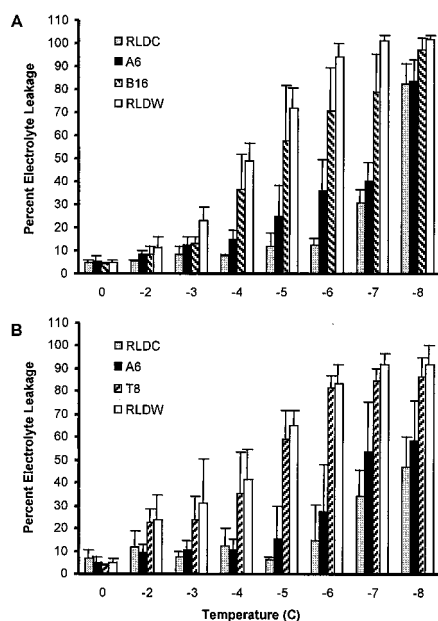 A
110
100
90
80
70
60
50
40
30
20
10
0
Percent Electrolyte Leakage
RLDC
A6
B16
RLDW
0 -2 -3 -4 -5 -6 -7 -8
B
110
100
90
80
70
60
50
40
30
20
10
0
Percent Electrolyte Leakage
RLDC
A6
T8
RLDW
0 -2 -3 -4 -5 -6 -7 -8
Temperature (C)